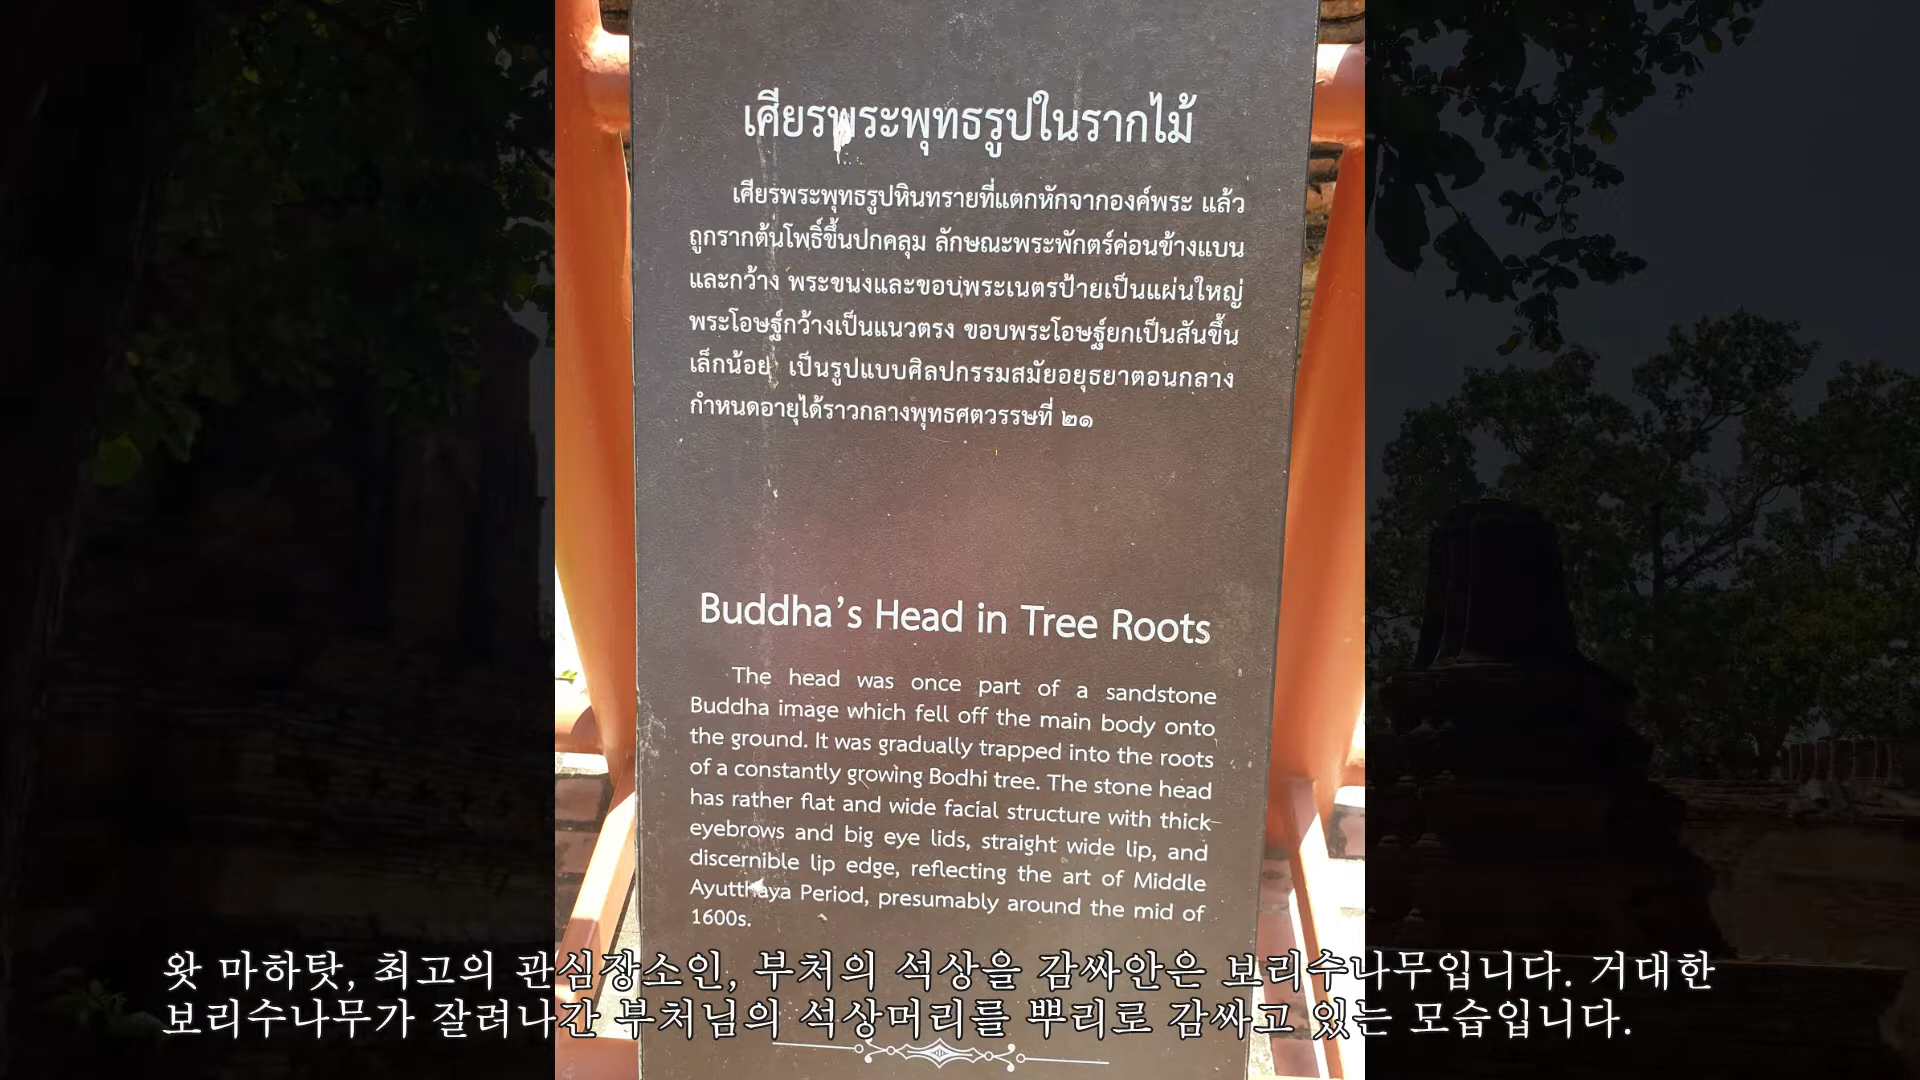 เศียรพระพุทธรูปในรากไม้
เศียรพระพุทธรูปหินทรายที่แตกหักจากองค์พระ แล้ว
ถูกรากต้นโพธิ์ขึ้นปกคลุม ลักษณะพระพักตร์ค่อนข้างแบน
และกว้าง พระขนงและขอบพระเนตรป้ายเป็นแผ่นใหญ่
พระโอษฐ์กว้างเป็นแนวตรง ขอบพระโอษฐ์ยกเป็นสันขึ้น
เล็กน้อย เป็นรูปแบบศิลปกรรมสมัยอยุธยาตอนกลาง
กำหนดอายุได้ราวกลางพุทธศตวรรษที่ ๒๑
Buddha's Head in Tree Roots
The head was once part of a sandstone
Buddha image which fell off the main body onto
the ground. It was gradually trapped into the roots
of a constantly growing Bodhi tree. The stone head
has rather flat and wide facial structure with thick
eyebrows and big eye lids, straight wide lip, and
discernible lip edge, reflecting the art of Middle
Ayutthaya Period, presumably around the mid of
1600s.
왓 마하탓, 최고의 관심장소인, 부처의 석상을 감싸안은 보리수나무입니다. 거대한
보리수나무가 잘려나간 부처님의 석상머리를 뿌리로 감싸고 있는 모습입니다.